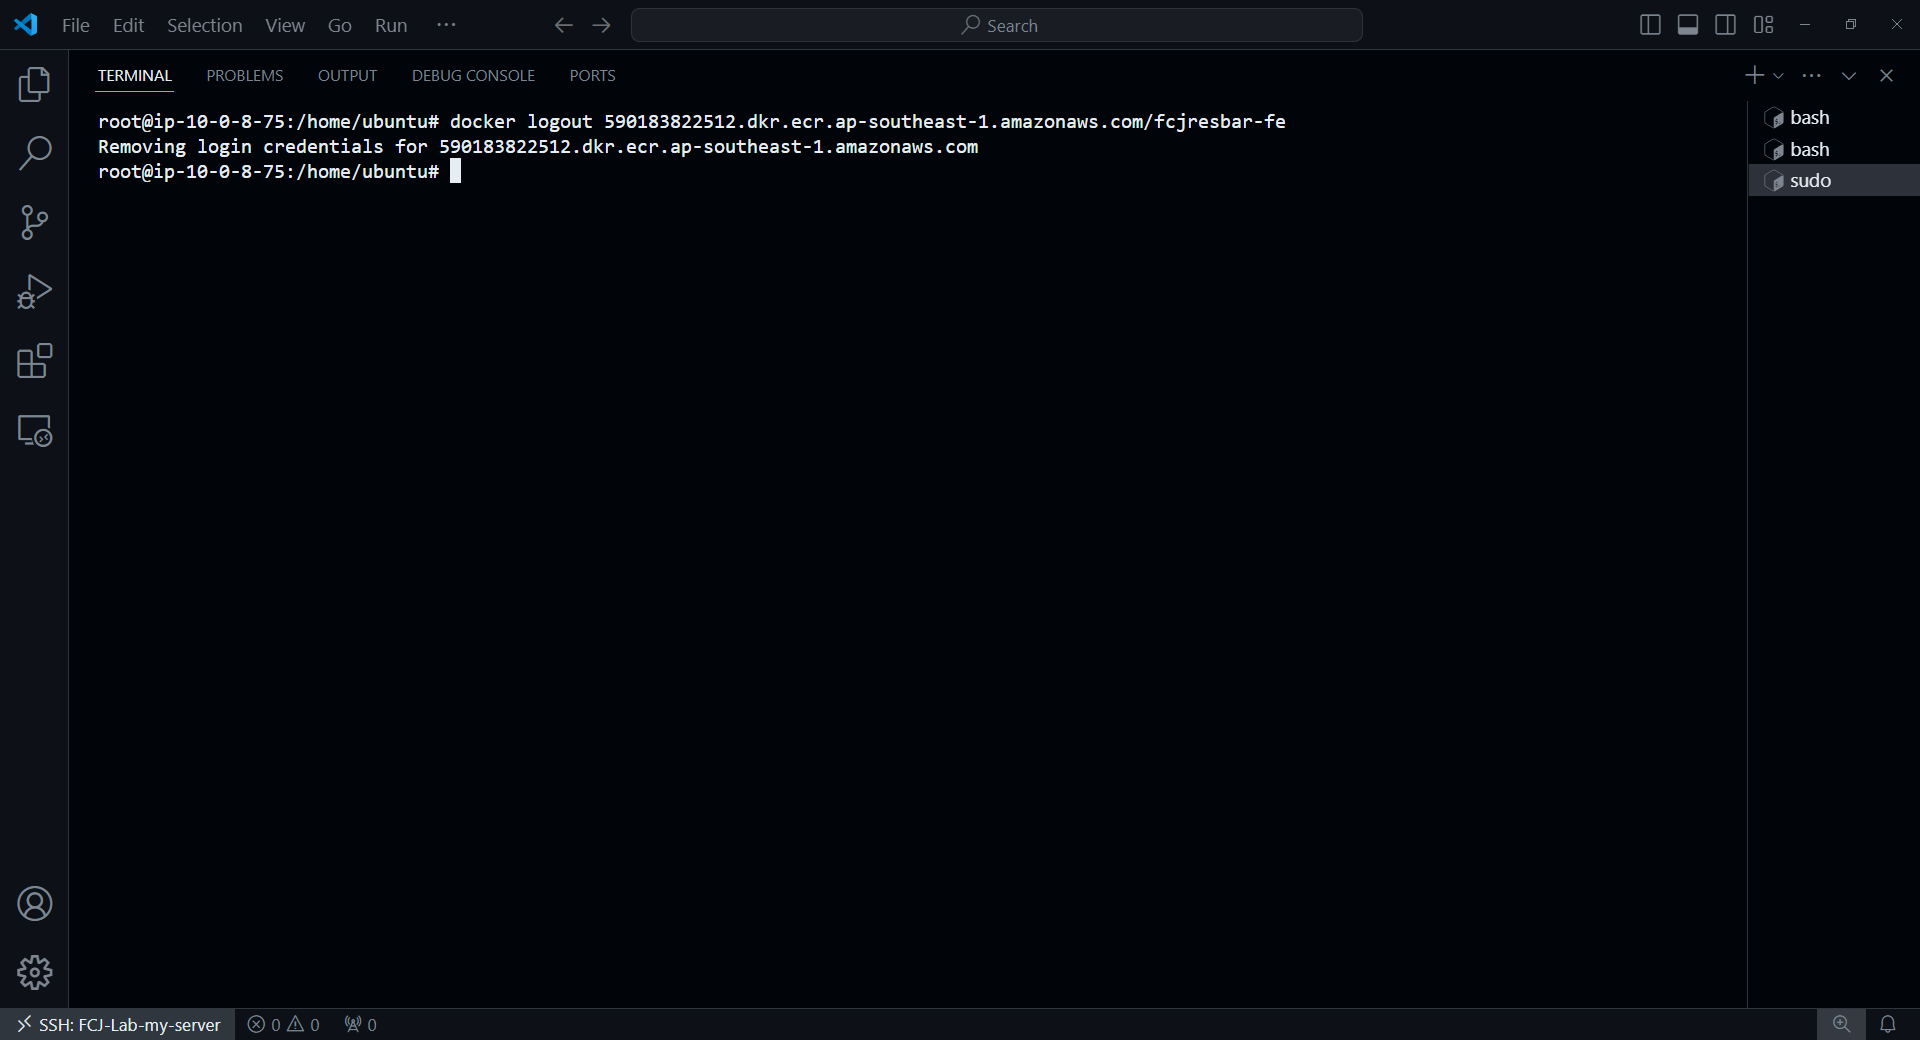 File Edit Selection View Go Run ···
Search
TERMINAL PROBLEMS OUTPUT DEBUG CONSOLE PORTS
root@ip-10-0-8-75:/home/ubuntu# docker logout 590183822512.dkr.ecr.ap-southeast-1.amazonaws.com/fcjresbar-fe
Removing login credentials for 590183822512.dkr.ecr.ap-southeast-1.amazonaws.com
root@ip-10-0-8-75:/home/ubuntu#
bash
bash
sudo
SSH: FCJ-Lab-my-server 0 0 0